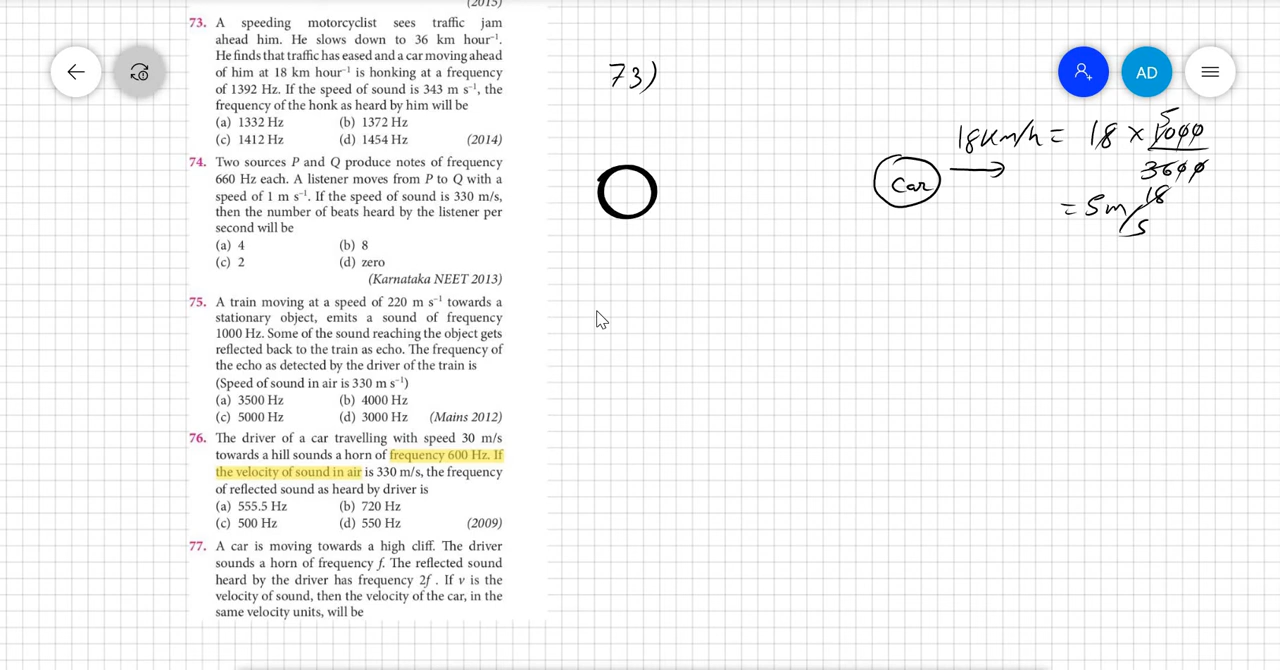 (2015)
73. A speeding motorcyclist sees traffic jam
ahead him. He slows down to 36 km hour⁻¹.
He finds that traffic has eased and a car moving ahead
of him at 18 km hour⁻¹ is honking at a frequency
of 1392 Hz. If the speed of sound is 343 m s⁻¹, the
frequency of the honk as heard by him will be
(a) 1332 Hz (b) 1372 Hz
(c) 1412 Hz (d) 1454 Hz (2014)
74. Two sources P and Q produce notes of frequency
660 Hz each. A listener moves from P to Q with a
speed of 1 m s⁻¹. If the speed of sound is 330 m/s,
then the number of beats heard by the listener per
second will be
(a) 4 (b) 8
(c) 2 (d) zero
(Karnataka NEET 2013)
75. A train moving at a speed of 220 m s⁻¹ towards a
stationary object, emits a sound of frequency
1000 Hz. Some of the sound reaching the object gets
reflected back to the train as echo. The frequency of
the echo as detected by the driver of the train is
(Speed of sound in air is 330 m s⁻¹)
(a) 3500 Hz (b) 4000 Hz
(c) 5000 Hz (d) 3000 Hz (Mains 2012)
76. The driver of a car travelling with speed 30 m/s
towards a hill sounds a horn of frequency 600 Hz. If
the velocity of sound in air is 330 m/s, the frequency
of reflected sound as heard by driver is
(a) 555.5 Hz (b) 720 Hz
(c) 500 Hz (d) 550 Hz (2009)
77. A car is moving towards a high cliff. The driver
sounds a horn of frequency f. The reflected sound
heard by the driver has frequency 2f . If v is the
velocity of sound, then the velocity of the car, in the
same velocity units, will be
73)
AD
5
18km/h = 18 × 1000
3600
Car
18
= 5m/s